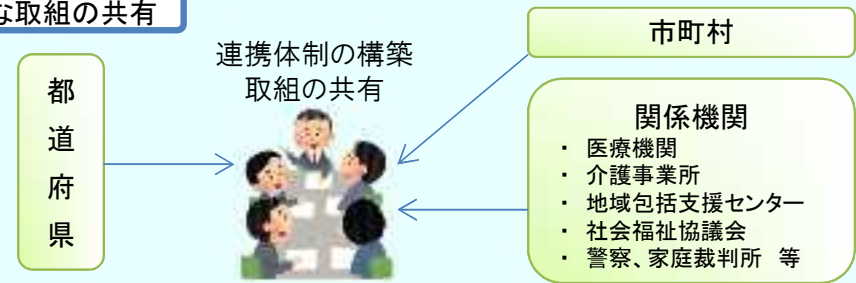 な取組の共有
連携体制の構築
取組の共有
都
道
府
県
市町村
関係機関
・ 医療機関
・ 介護事業所
・ 地域包括支援センター
・ 社会福祉協議会
・ 警察、家庭裁判所 等